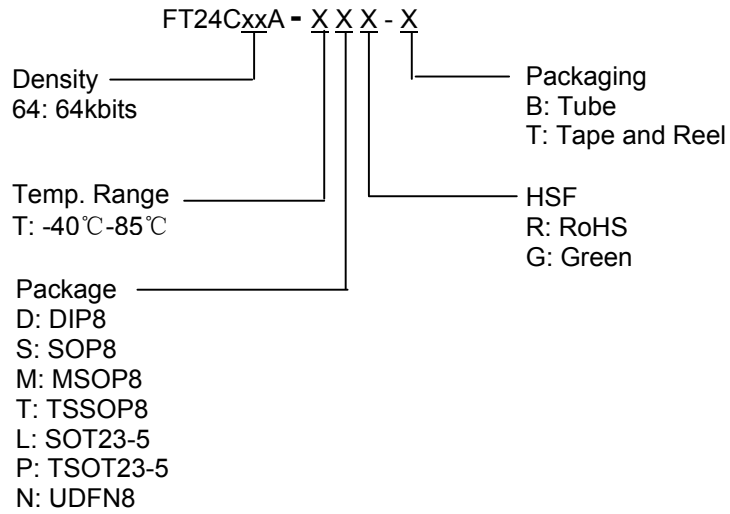 FT24CxxA - X X X - X
Density
64: 64kbits
Packaging
B: Tube
T: Tape and Reel
Temp. Range
T: -40℃-85℃
HSF
R: RoHS
G: Green
Package
D: DIP8
S: SOP8
M: MSOP8
T: TSSOP8
L: SOT23-5
P: TSOT23-5
N: UDFN8